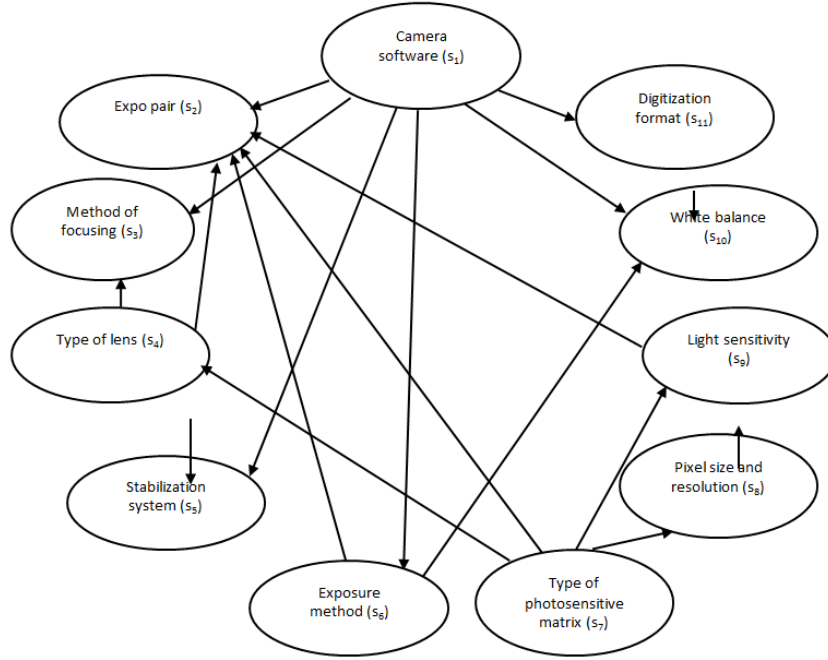 Camera
software (s₁)
Expo pair (s₂)
Digitization
format (s₁₁)
Method of
focusing (s₃)
White balance
(s₁₀)
Type of lens (s₄)
Light sensitivity
(s₉)
Stabilization
system (s₅)
Pixel size and
resolution (s₈)
Exposure
method (s₆)
Type of
photosensitive
matrix (s₇)